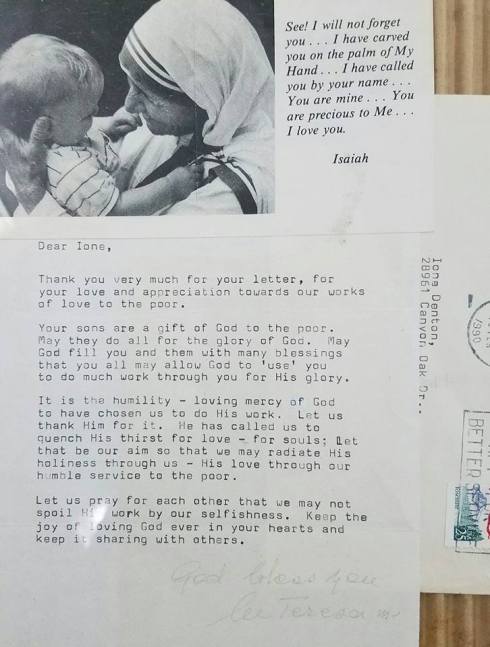 See! I will not forget
you . . . I have carved
you on the palm of My
Hand . . . I have called
you by your name . . .
You are mine . . . You
are precious to Me . . .
I love you.
Isaiah
Dear Ione,
Thank you very much for your letter, for
your love and appreciation towards our works
of love to the poor.
Your sons are a gift of God to the poor.
May they do all for the glory of God.  May
God fill you and them with many blessings
that you all may allow God to 'use' you
to do much work through you for His glory.
It is the humility - loving mercy of God
to have chosen us to do His work.  Let us
thank Him for it.  He has called us to
quench His thirst for love - for souls; Let
that be our aim so that we may radiate His
holiness through us - His love through our
humble service to the poor.
Let us pray for each other that we may not
spoil His work by our selfishness.  Keep the
joy of loving God ever in your hearts and
keep it sharing with others.
God bless you
Teresa mc
Ione Denton,
28961 Canyon Oak Dr..
1990
BETTER
25